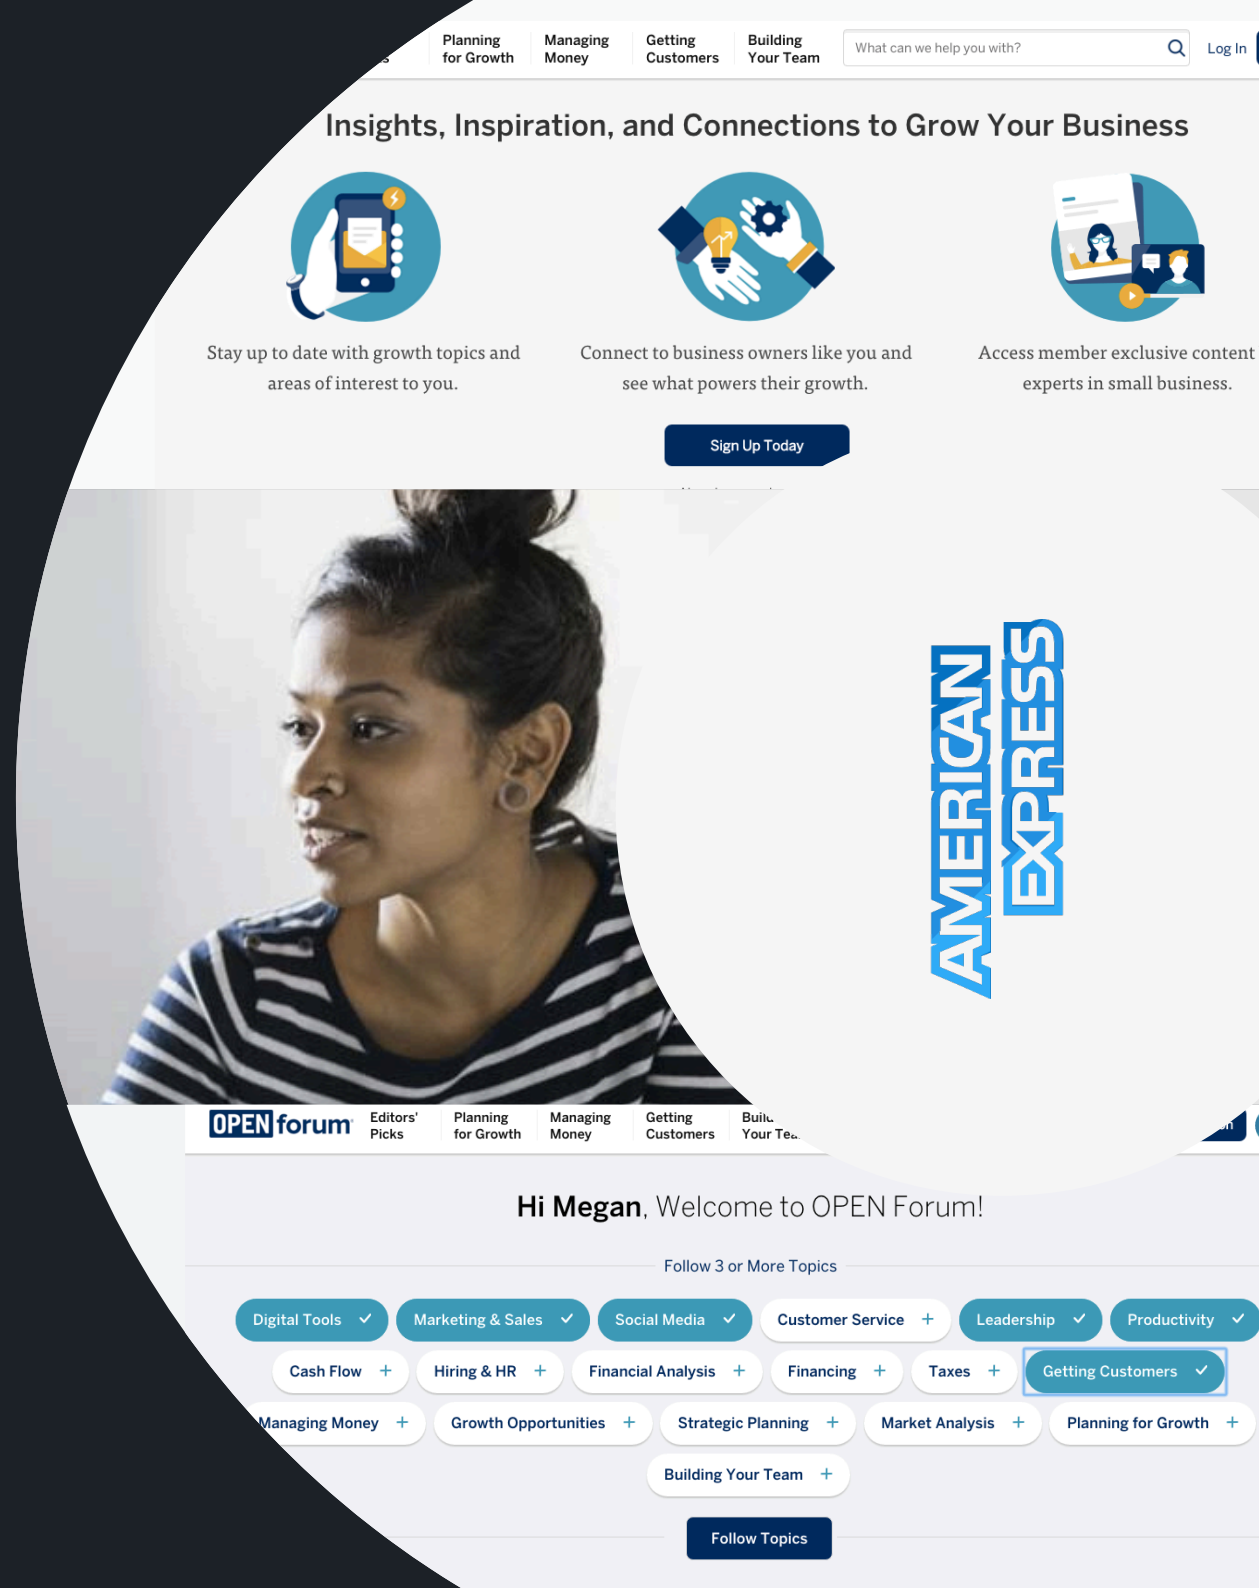 Planning
for Growth
Managing
Money
Getting
Customers
Building
Your Team
What can we help you with?
Log In
Insights, Inspiration, and Connections to Grow Your Business
Stay up to date with growth topics and
areas of interest to you.
Connect to business owners like you and
see what powers their growth.
Access member exclusive content
experts in small business.
Sign Up Today
AMERICAN
EXPRESS
OPEN forum
Editors'
Picks
Planning
for Growth
Managing
Money
Getting
Customers
Your
Hi Megan, Welcome to OPEN Forum!
Follow 3 or More Topics
Digital Tools ✓ Marketing & Sales ✓ Social Media ✓ Customer Service + Leadership ✓ Productivity ✓
Cash Flow + Hiring & HR + Financial Analysis + Financing + Taxes + Getting Customers ✓
Managing Money + Growth Opportunities + Strategic Planning + Market Analysis + Planning for Growth +
Building Your Team +
Follow Topics